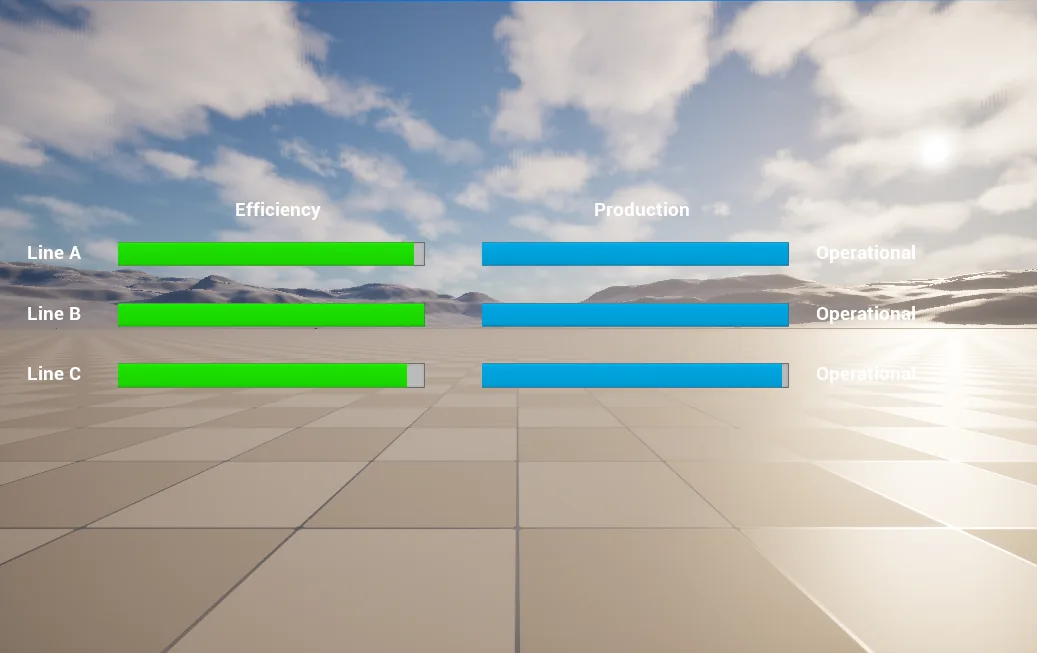 Efficiency Production
Line A Operational
Line B Operational
Line C Operational